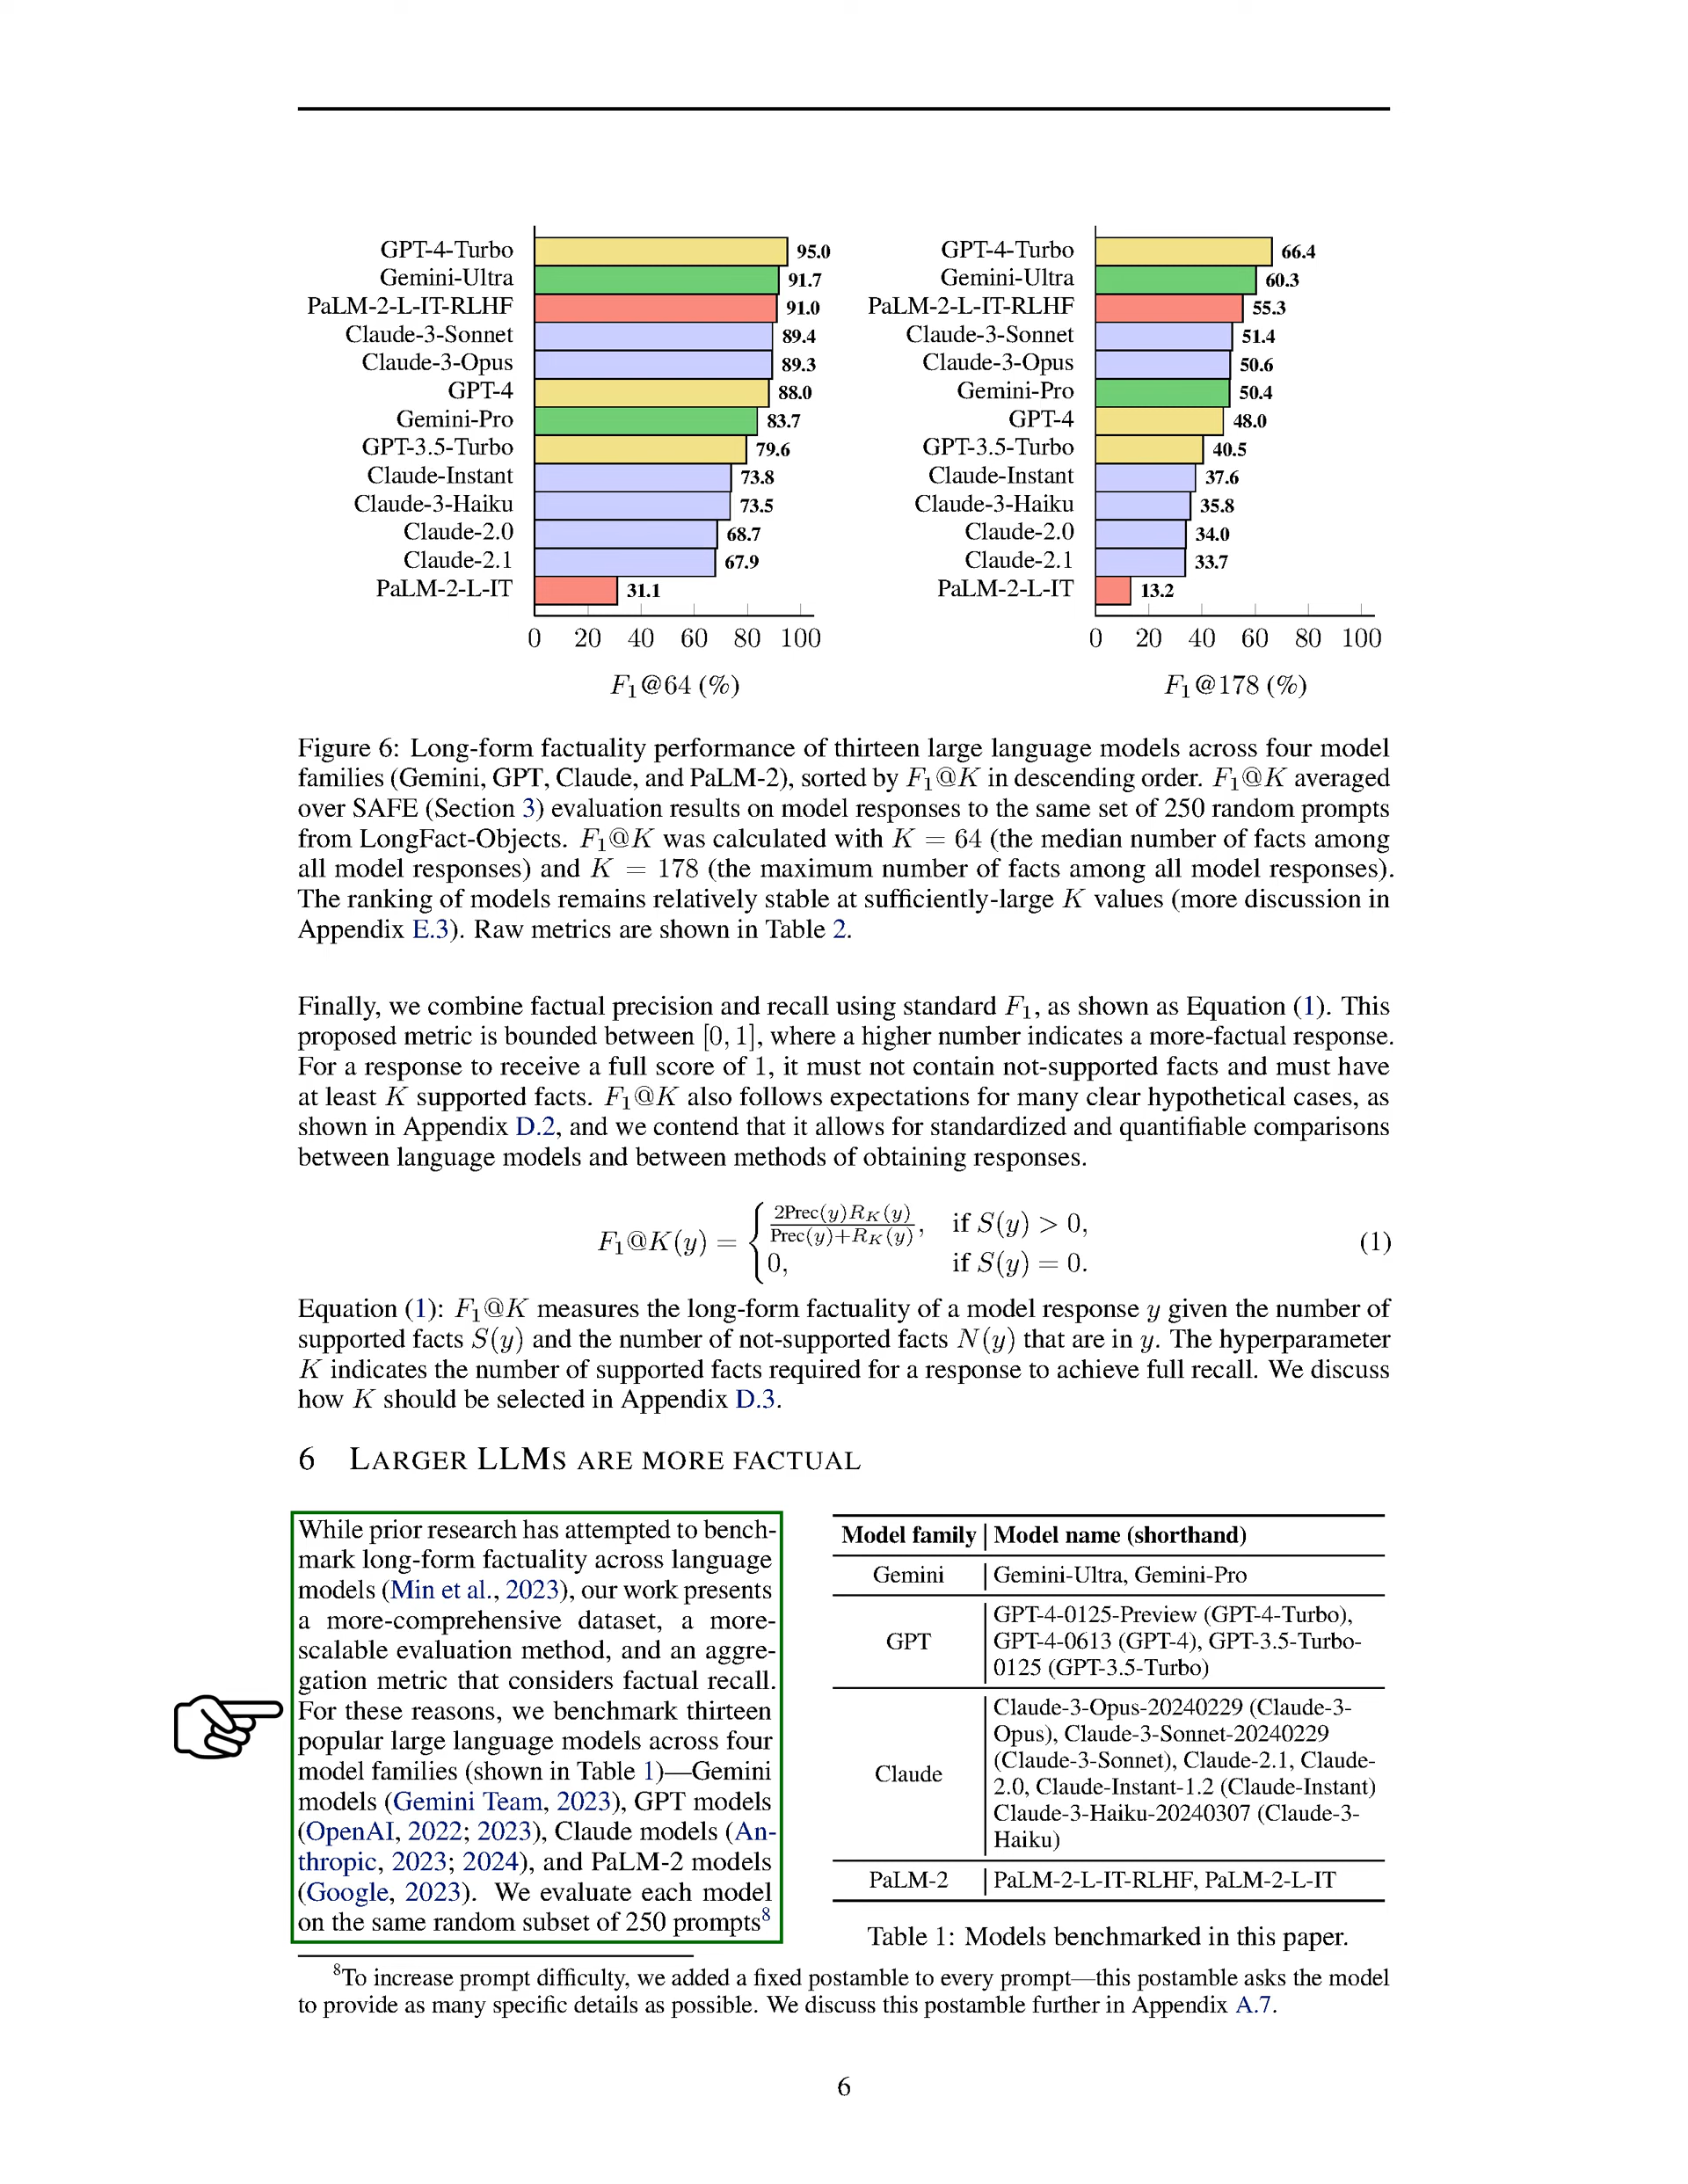 GPT-4-Turbo 95.0
Gemini-Ultra 91.7
PaLM-2-L-IT-RLHF 91.0
Claude-3-Sonnet 89.4
Claude-3-Opus 89.3
GPT-4 88.0
Gemini-Pro 83.7
GPT-3.5-Turbo 79.6
Claude-Instant 73.8
Claude-3-Haiku 73.5
Claude-2.0 68.7
Claude-2.1 67.9
PaLM-2-L-IT 31.1
0 20 40 60 80 100
F1@64 (%)
GPT-4-Turbo 66.4
Gemini-Ultra 60.3
PaLM-2-L-IT-RLHF 55.3
Claude-3-Sonnet 51.4
Claude-3-Opus 50.6
Gemini-Pro 50.4
GPT-4 48.0
GPT-3.5-Turbo 40.5
Claude-Instant 37.6
Claude-3-Haiku 35.8
Claude-2.0 34.0
Claude-2.1 33.7
PaLM-2-L-IT 13.2
0 20 40 60 80 100
F1@178 (%)
Figure 6: Long-form factuality performance of thirteen large language models across four model
families (Gemini, GPT, Claude, and PaLM-2), sorted by F1@K in descending order. F1@K averaged
over SAFE (Section 3) evaluation results on model responses to the same set of 250 random prompts
from LongFact-Objects. F1@K was calculated with K = 64 (the median number of facts among
all model responses) and K = 178 (the maximum number of facts among all model responses).
The ranking of models remains relatively stable at sufficiently-large K values (more discussion in
Appendix E.3). Raw metrics are shown in Table 2.
Finally, we combine factual precision and recall using standard F1, as shown as Equation (1). This
proposed metric is bounded between [0, 1], where a higher number indicates a more-factual response.
For a response to receive a full score of 1, it must not contain not-supported facts and must have
at least K supported facts. F1@K also follows expectations for many clear hypothetical cases, as
shown in Appendix D.2, and we contend that it allows for standardized and quantifiable comparisons
between language models and between methods of obtaining responses.
F1@K(y) = { 2Prec(y)RK(y) / Prec(y)+RK(y), if S(y) > 0,
0, if S(y) = 0. (1)
Equation (1): F1@K measures the long-form factuality of a model response y given the number of
supported facts S(y) and the number of not-supported facts N(y) that are in y. The hyperparameter
K indicates the number of supported facts required for a response to achieve full recall. We discuss
how K should be selected in Appendix D.3.
6 LARGER LLMS ARE MORE FACTUAL
While prior research has attempted to bench-
mark long-form factuality across language
models (Min et al., 2023), our work presents
a more-comprehensive dataset, a more-
scalable evaluation method, and an aggre-
gation metric that considers factual recall.
For these reasons, we benchmark thirteen
popular large language models across four
model families (shown in Table 1)—Gemini
models (Gemini Team, 2023), GPT models
(OpenAI, 2022; 2023), Claude models (An-
thropic, 2023; 2024), and PaLM-2 models
(Google, 2023). We evaluate each model
on the same random subset of 250 prompts8
Model family Model name (shorthand)
Gemini Gemini-Ultra, Gemini-Pro
GPT GPT-4-0125-Preview (GPT-4-Turbo),
GPT-4-0613 (GPT-4), GPT-3.5-Turbo-
0125 (GPT-3.5-Turbo)
Claude Claude-3-Opus-20240229 (Claude-3-
Opus), Claude-3-Sonnet-20240229
(Claude-3-Sonnet), Claude-2.1, Claude-
2.0, Claude-Instant-1.2 (Claude-Instant)
Claude-3-Haiku-20240307 (Claude-3-
Haiku)
PaLM-2 PaLM-2-L-IT-RLHF, PaLM-2-L-IT
Table 1: Models benchmarked in this paper.
8To increase prompt difficulty, we added a fixed postamble to every prompt—this postamble asks the model
to provide as many specific details as possible. We discuss this postamble further in Appendix A.7.
6